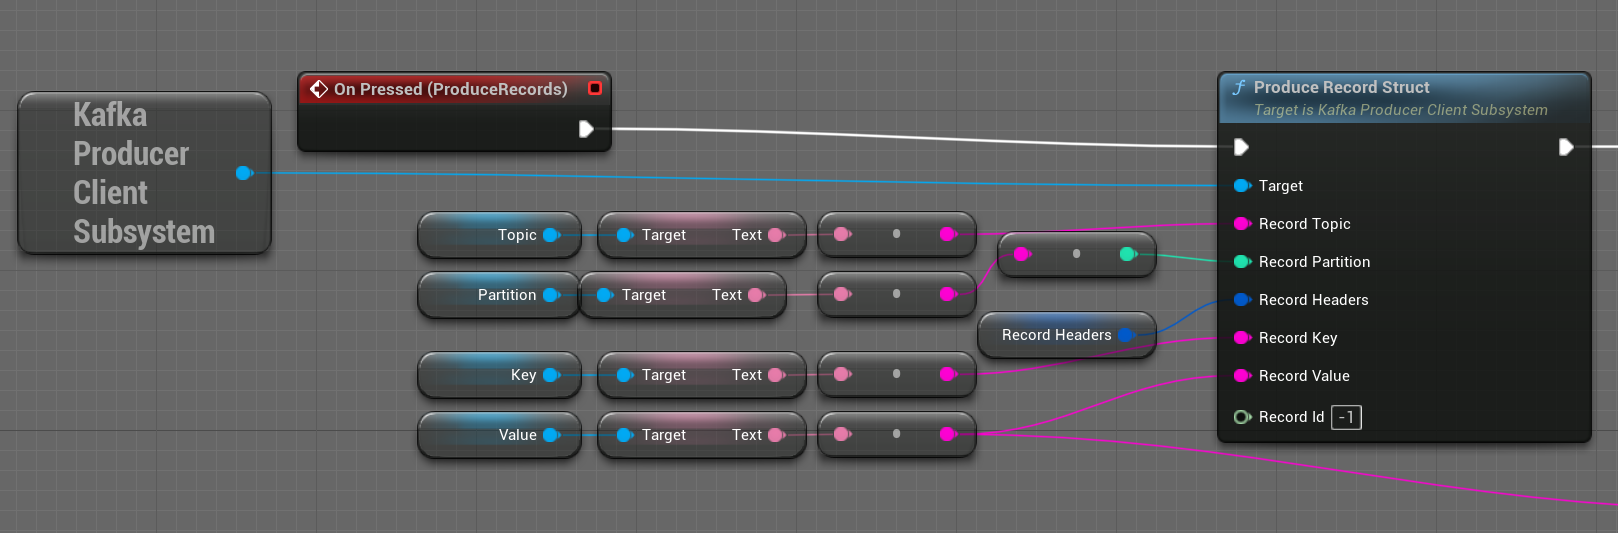 Kafka
Producer
Client
Subsystem
On Pressed (ProduceRecords)
Produce Record Struct
Target is Kafka Producer Client Subsystem
Target
Topic
Target Text
Record Topic
Record Partition
Partition
Target Text
Record Headers
Record Headers
Record Key
Key
Target Text
Record Value
Record Id -1
Value
Target Text